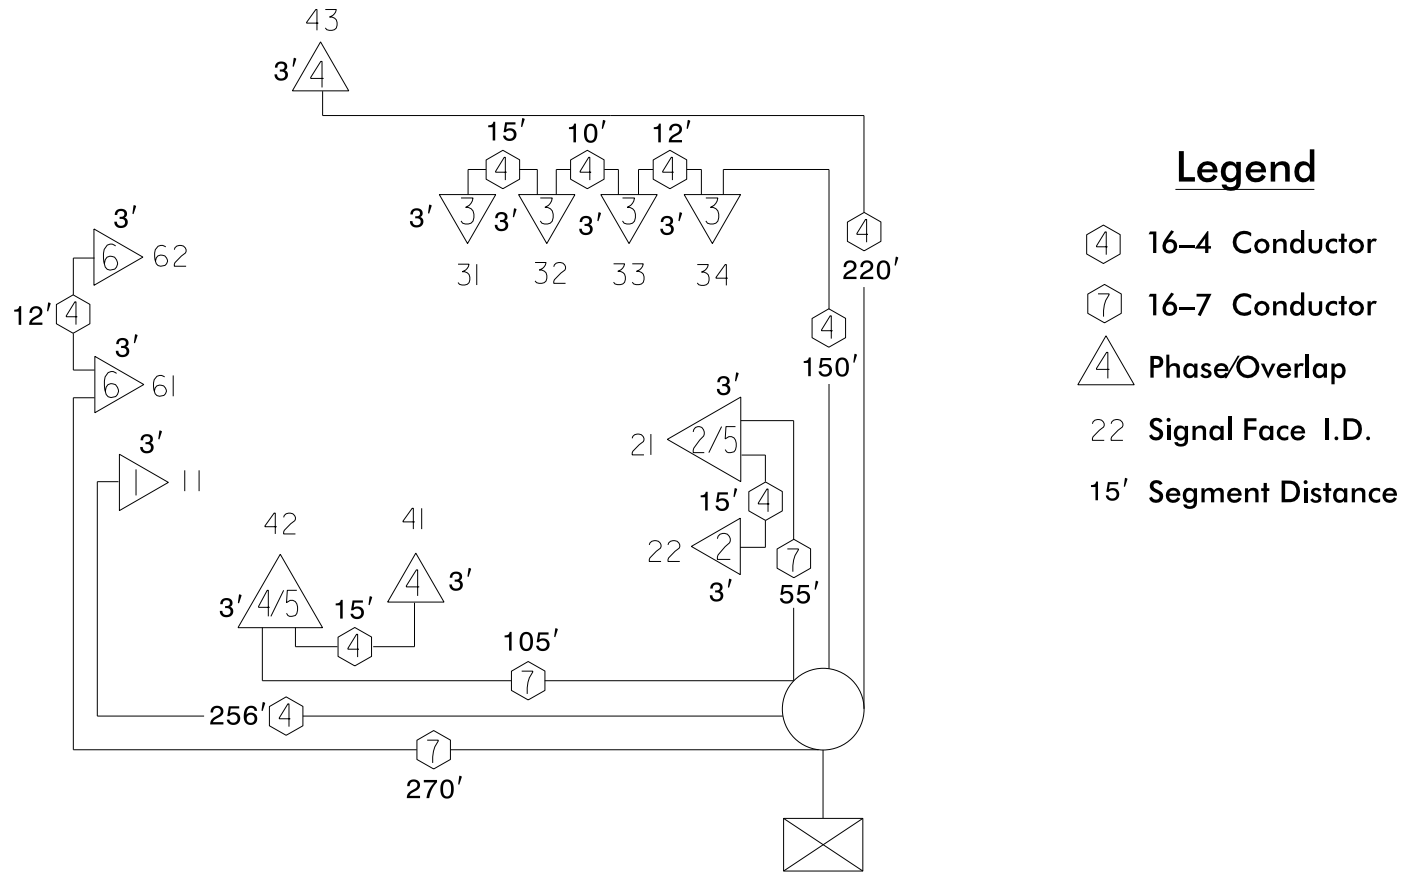 43
3'
4
15' 10' 12'
4 4 4
3' 3 3' 3 3' 3 3' 3
31 32 33 34
4
220'
4
150'
3'
6 62
12' 4
3'
6 61
3'
1 11
3'
21 2/5
15' 4
22 2
3'
7
55'
42 41
3' 4/5 15' 4 3'
4
105'
7
256' 4
7
270'
Legend
4 16–4 Conductor
7 16–7 Conductor
4 Phase/Overlap
22 Signal Face I.D.
15' Segment Distance